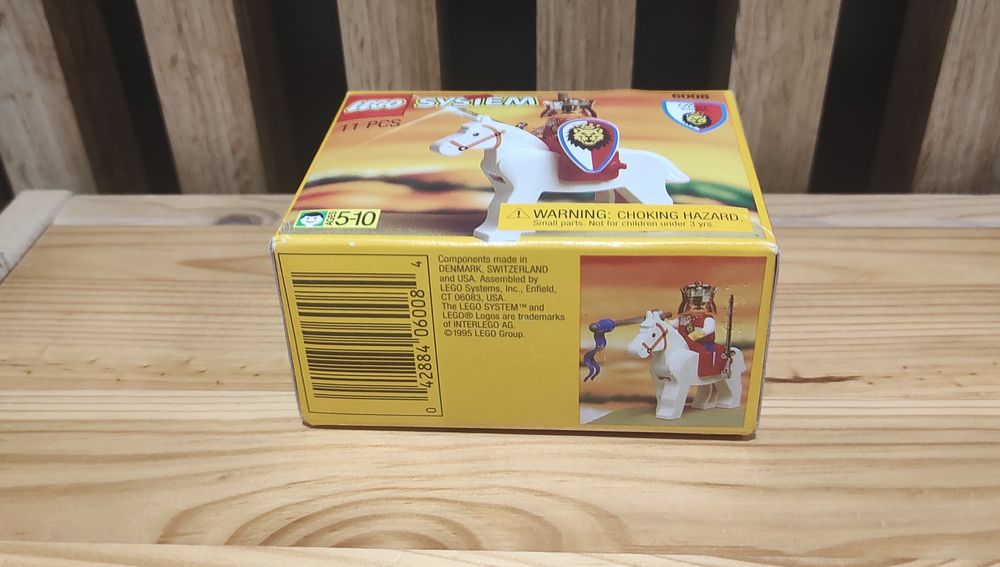 LEGO SYSTEM
6008
11 PCS
AGES 5-10
WARNING: CHOKING HAZARD.
Small parts. Not for children under 3 yrs.
Components made in
DENMARK, SWITZERLAND
and USA. Assembled by
LEGO Systems, Inc., Enfield,
CT 06083, USA.
The LEGO SYSTEM™ and
LEGO® Logos are trademarks
of INTERLEGO AG.
©1995 LEGO Group.
0 42884 06008 4